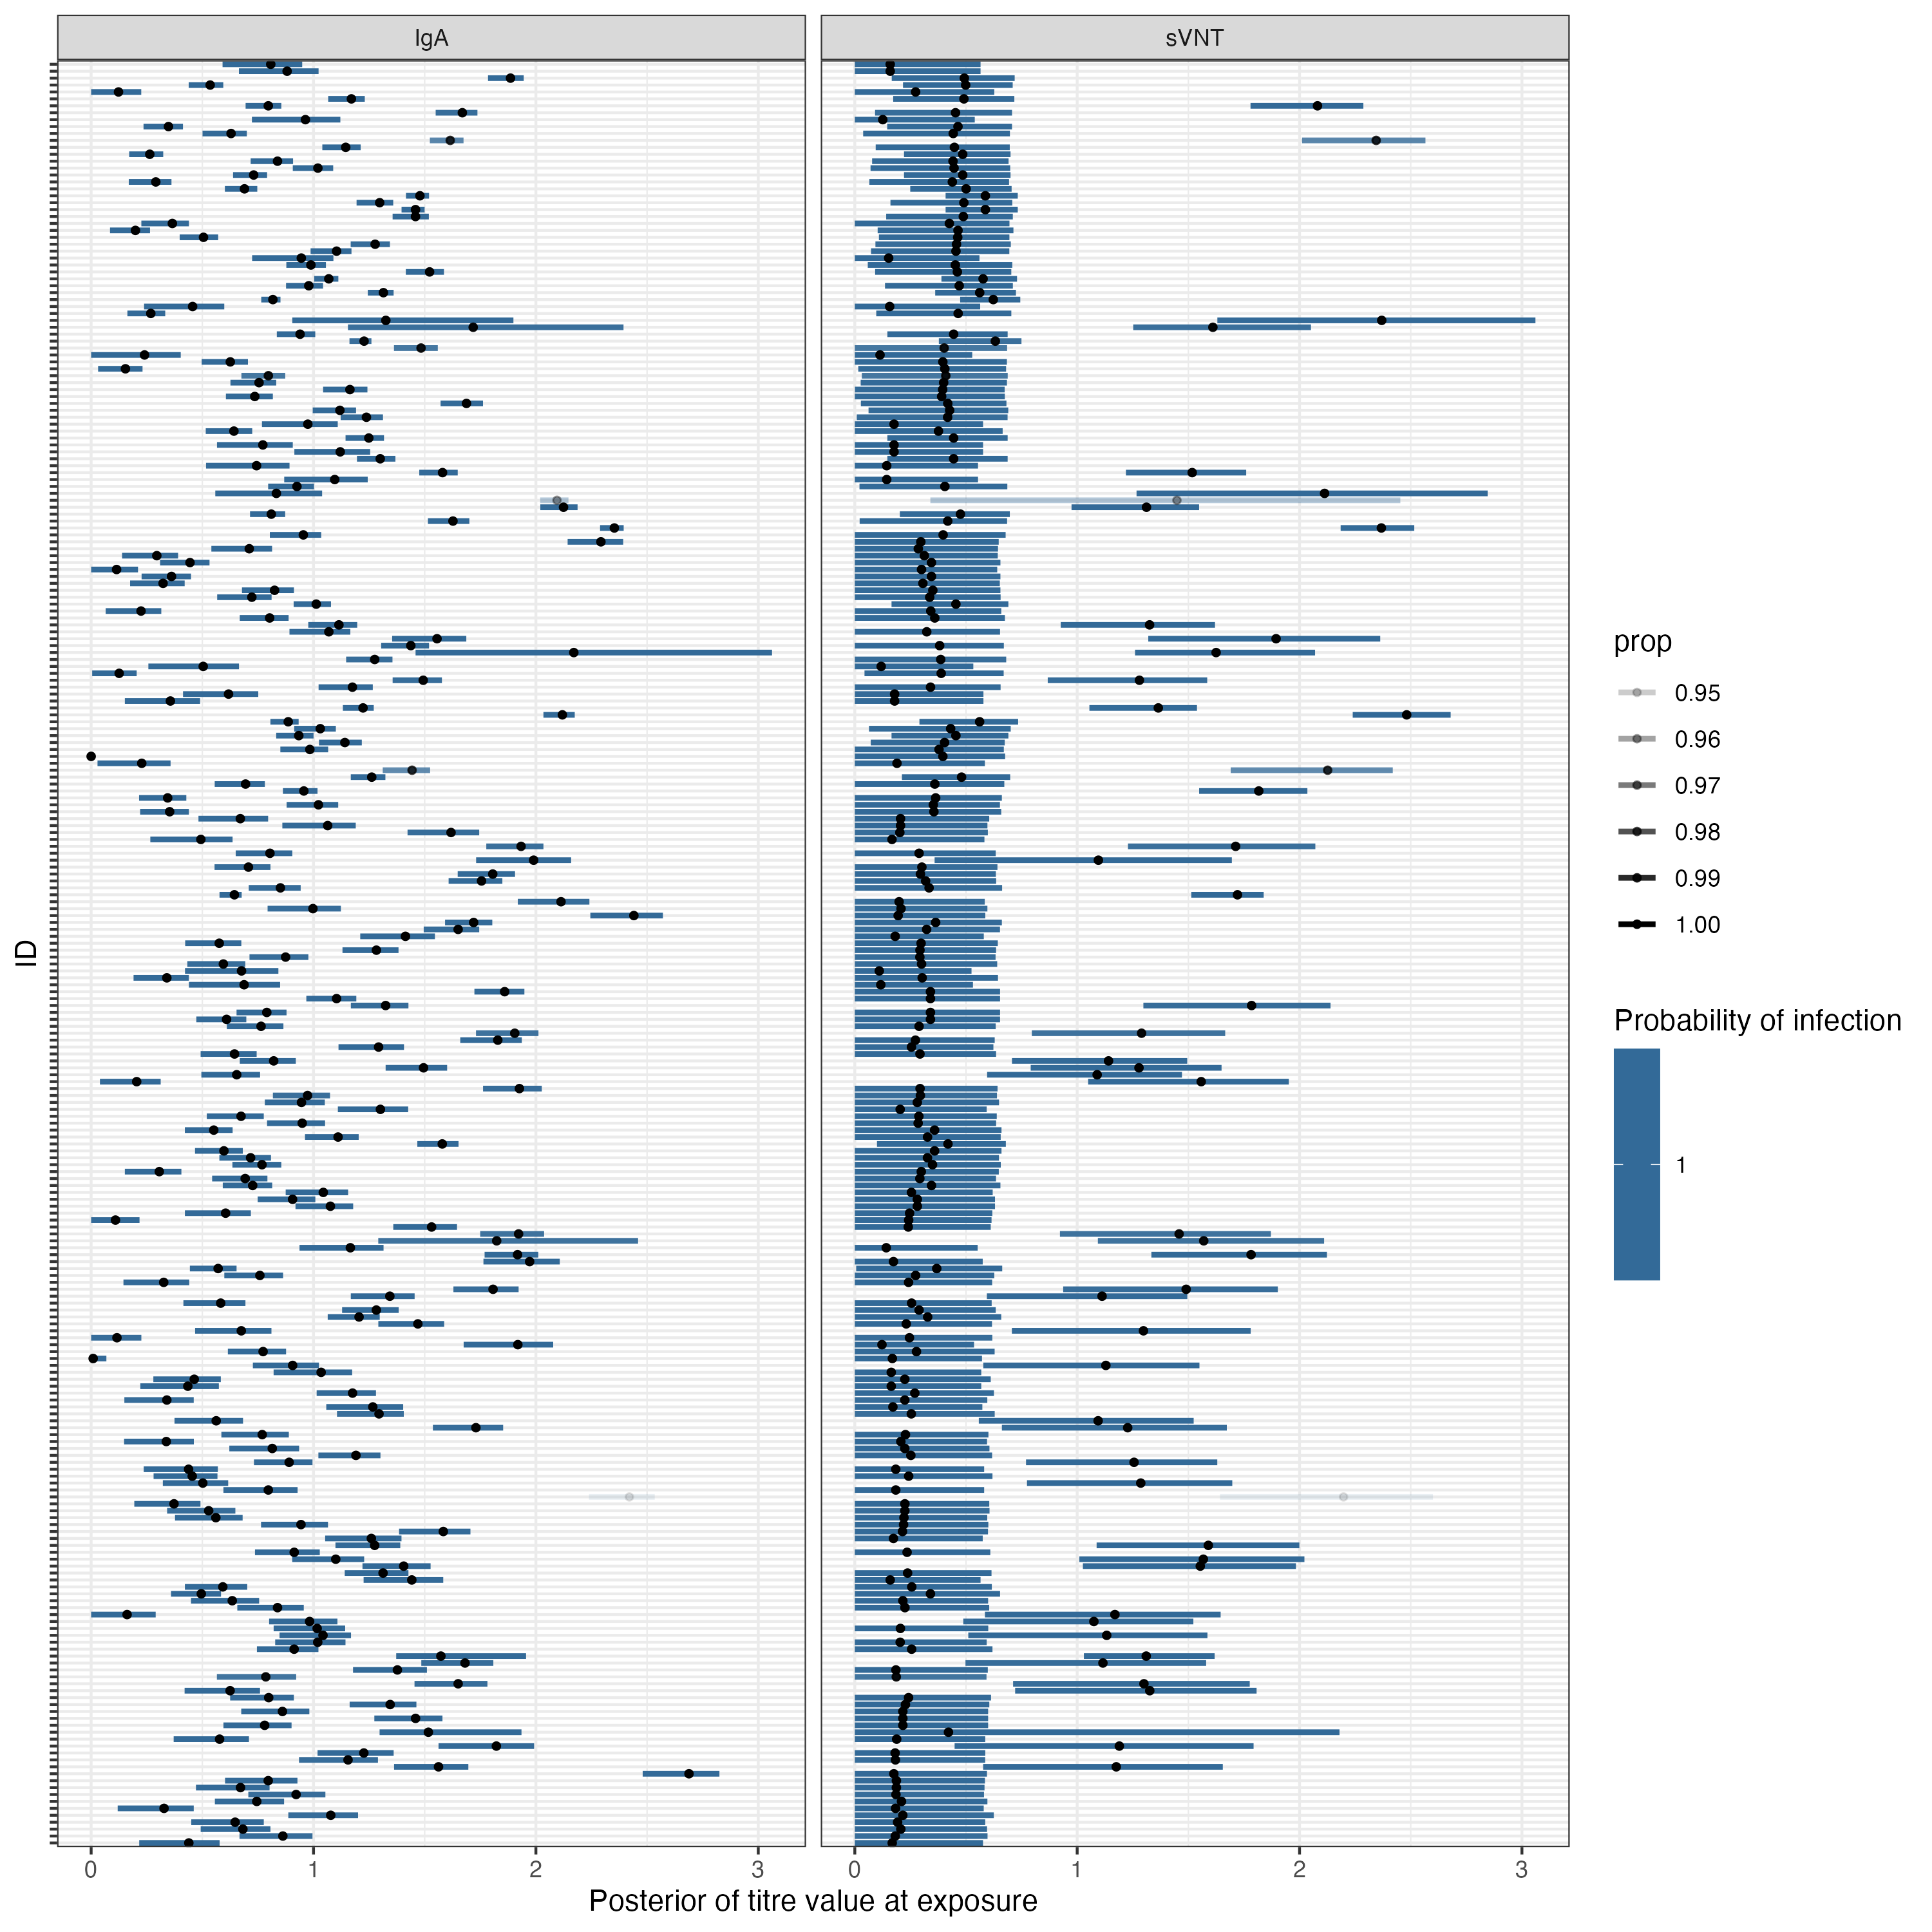 IgA
sVNT
ID
0 1 2 3
0 1 2 3
Posterior of titre value at exposure
prop
0.95
0.96
0.97
0.98
0.99
1.00
Probability of infection
1